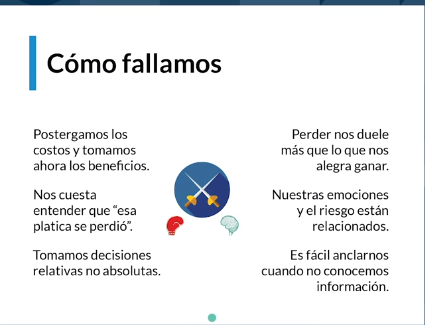 Cómo fallamos
Postergamos los
costos y tomamos
ahora los beneficios.
Nos cuesta
entender que “esa
platica se perdió”.
Tomamos decisiones
relativas no absolutas.
Perder nos duele
más que lo que nos
alegra ganar.
Nuestras emociones
y el riesgo están
relacionados.
Es fácil anclarnos
cuando no conocemos
información.